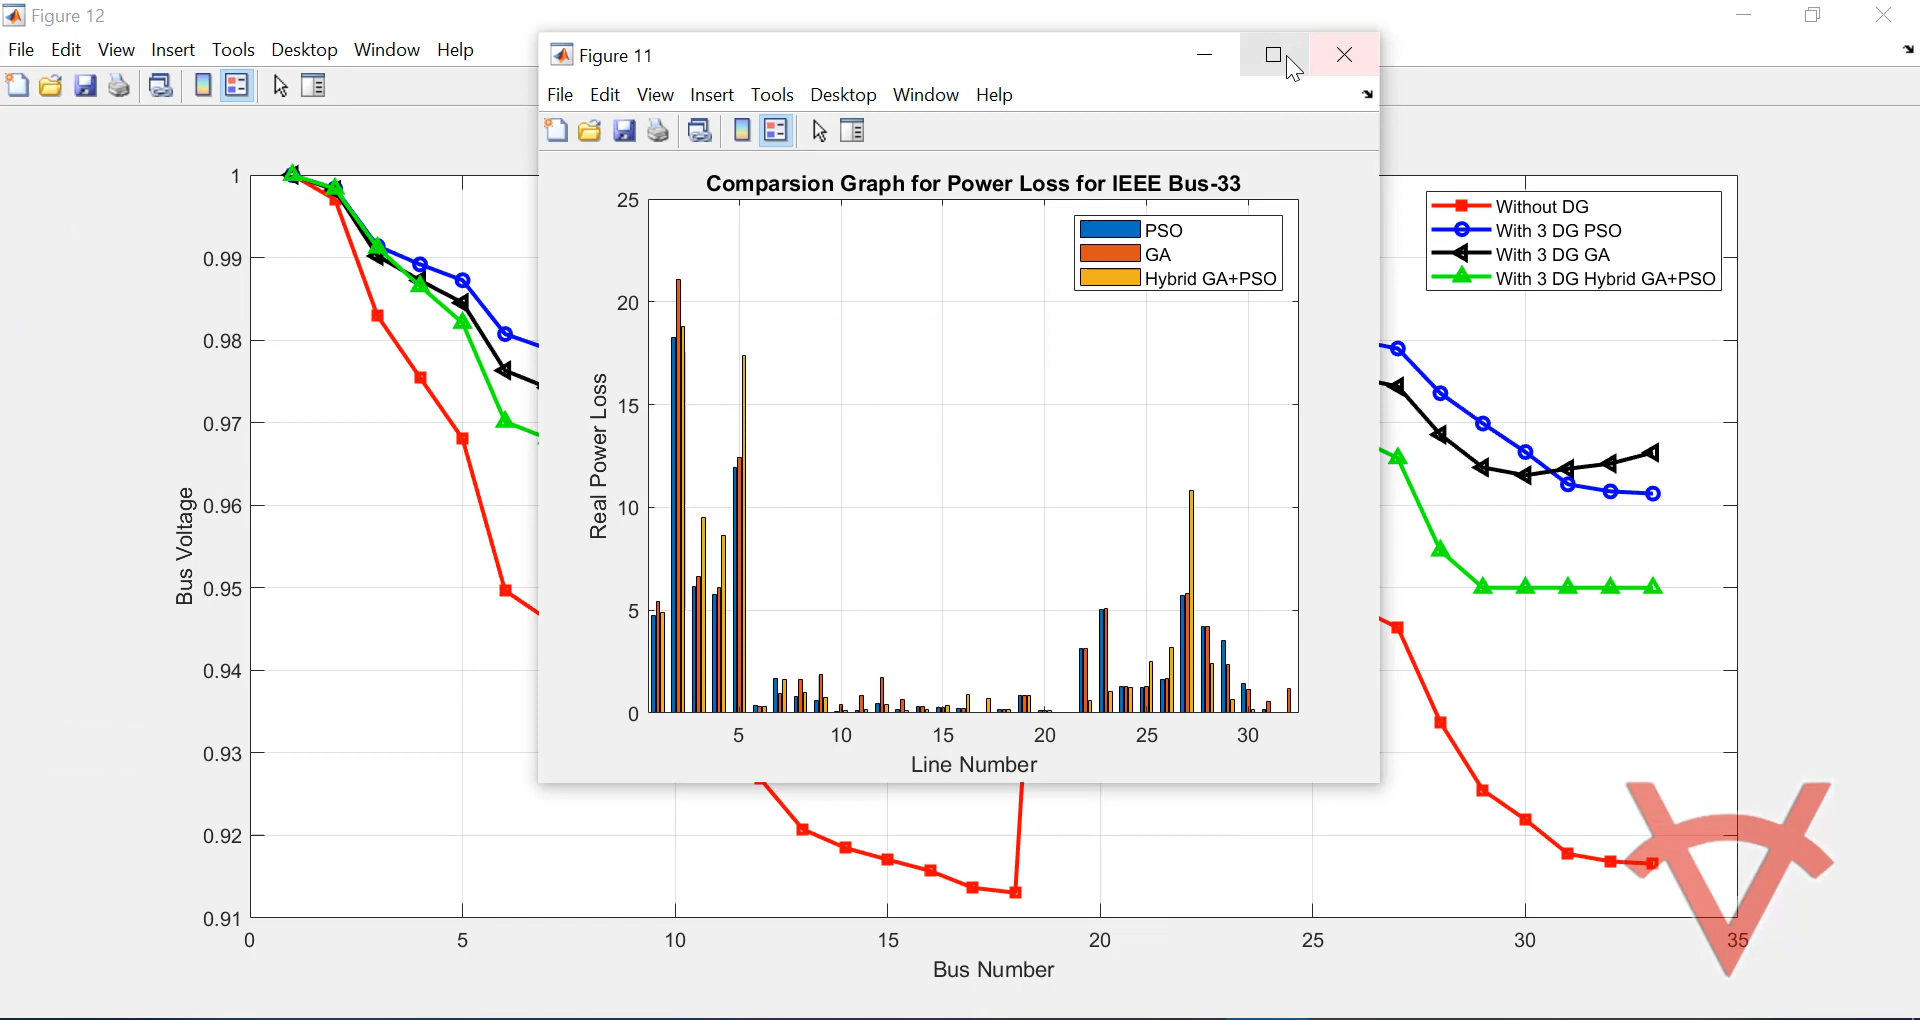 Figure 12
File Edit View Insert Tools Desktop Window Help
Figure 11
File Edit View Insert Tools Desktop Window Help
Comparsion Graph for Power Loss for IEEE Bus-33
25
20
15
10
5
0
Real Power Loss
PSO
GA
Hybrid GA+PSO
5 10 15 20 25 30
Line Number
Without DG
With 3 DG PSO
With 3 DG GA
With 3 DG Hybrid GA+PSO
1
0.99
0.98
0.97
0.96
0.95
0.94
0.93
0.92
0.91
Bus Voltage
0 5 10 15 20 25 30 35
Bus Number